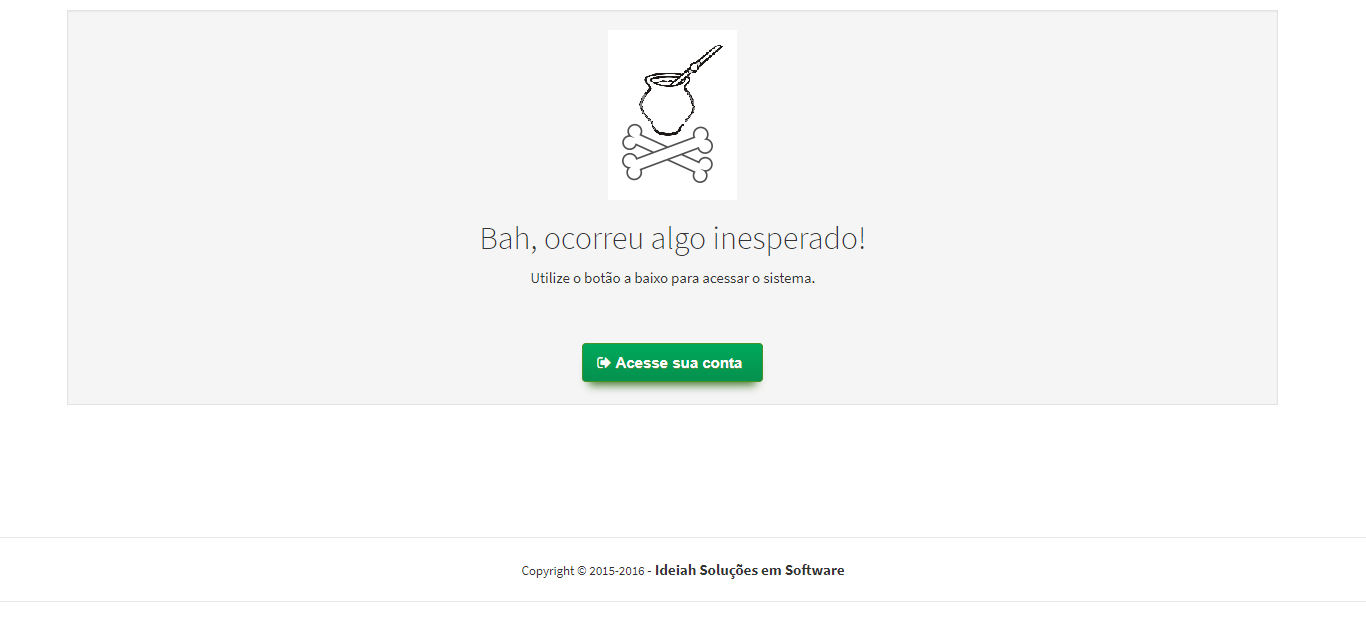 Bah, ocorreu algo inesperado!
Utilize o botão a baixo para acessar o sistema.
Acesse sua conta
Copyright © 2015-2016 - Ideiah Soluções em Software